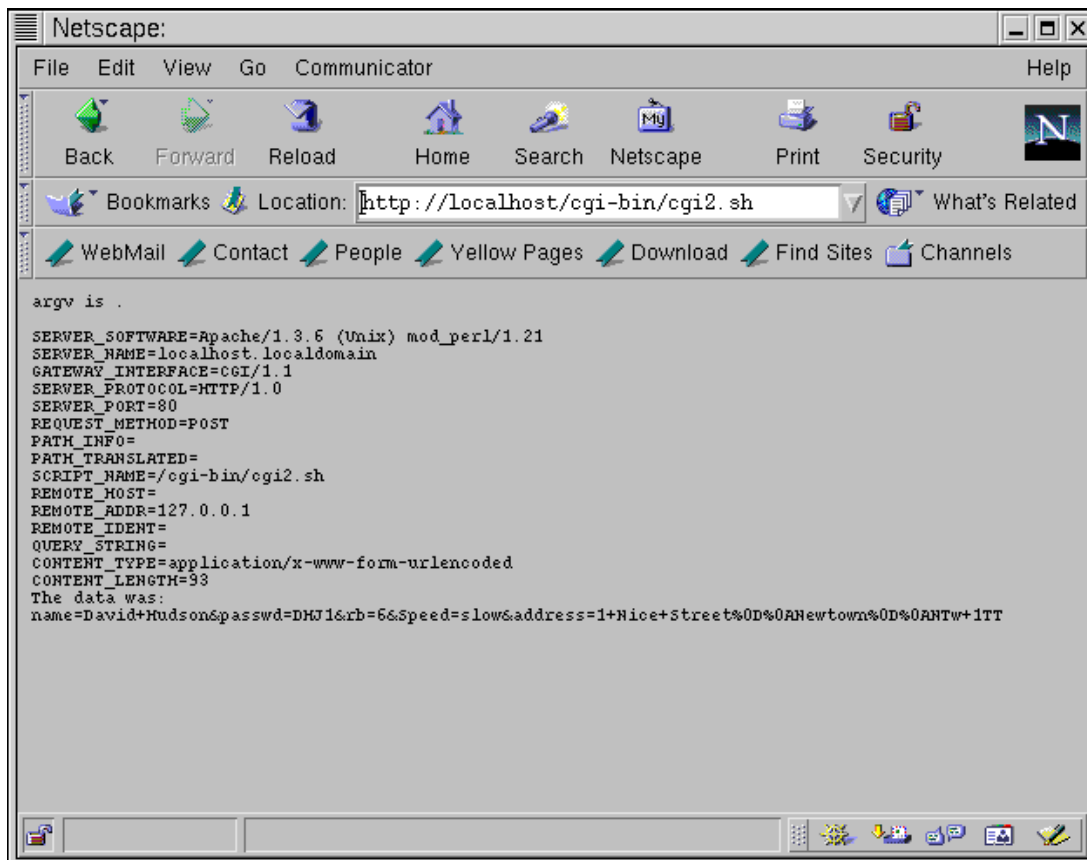 Netscape:
File Edit View Go Communicator Help
My N
Back Forward Reload Home Search Netscape Print Security
Bookmarks Location: http://localhost/cgi-bin/cgi2.sh What's Related
WebMail Contact People Yellow Pages Download Find Sites Channels
argv is .
SERVER_SOFTWARE=Apache/1.3.6 (Unix) mod_perl/1.21
SERVER_NAME=localhost.localdomain
GATEWAY_INTERFACE=CGI/1.1
SERVER_PROTOCOL=HTTP/1.0
SERVER_PORT=80
REQUEST_METHOD=POST
PATH_INFO=
PATH_TRANSLATED=
SCRIPT_NAME=/cgi-bin/cgi2.sh
REMOTE_HOST=
REMOTE_ADDR=127.0.0.1
REMOTE_IDENT=
QUERY_STRING=
CONTENT_TYPE=application/x-www-form-urlencoded
CONTENT_LENGTH=93
The data was:
name=David+Hudson&passwd=DHJ1&rb=6&Speed=slow&address=1+Nice+Street%0D%0ANewtown%0D%0ANTw+1TT